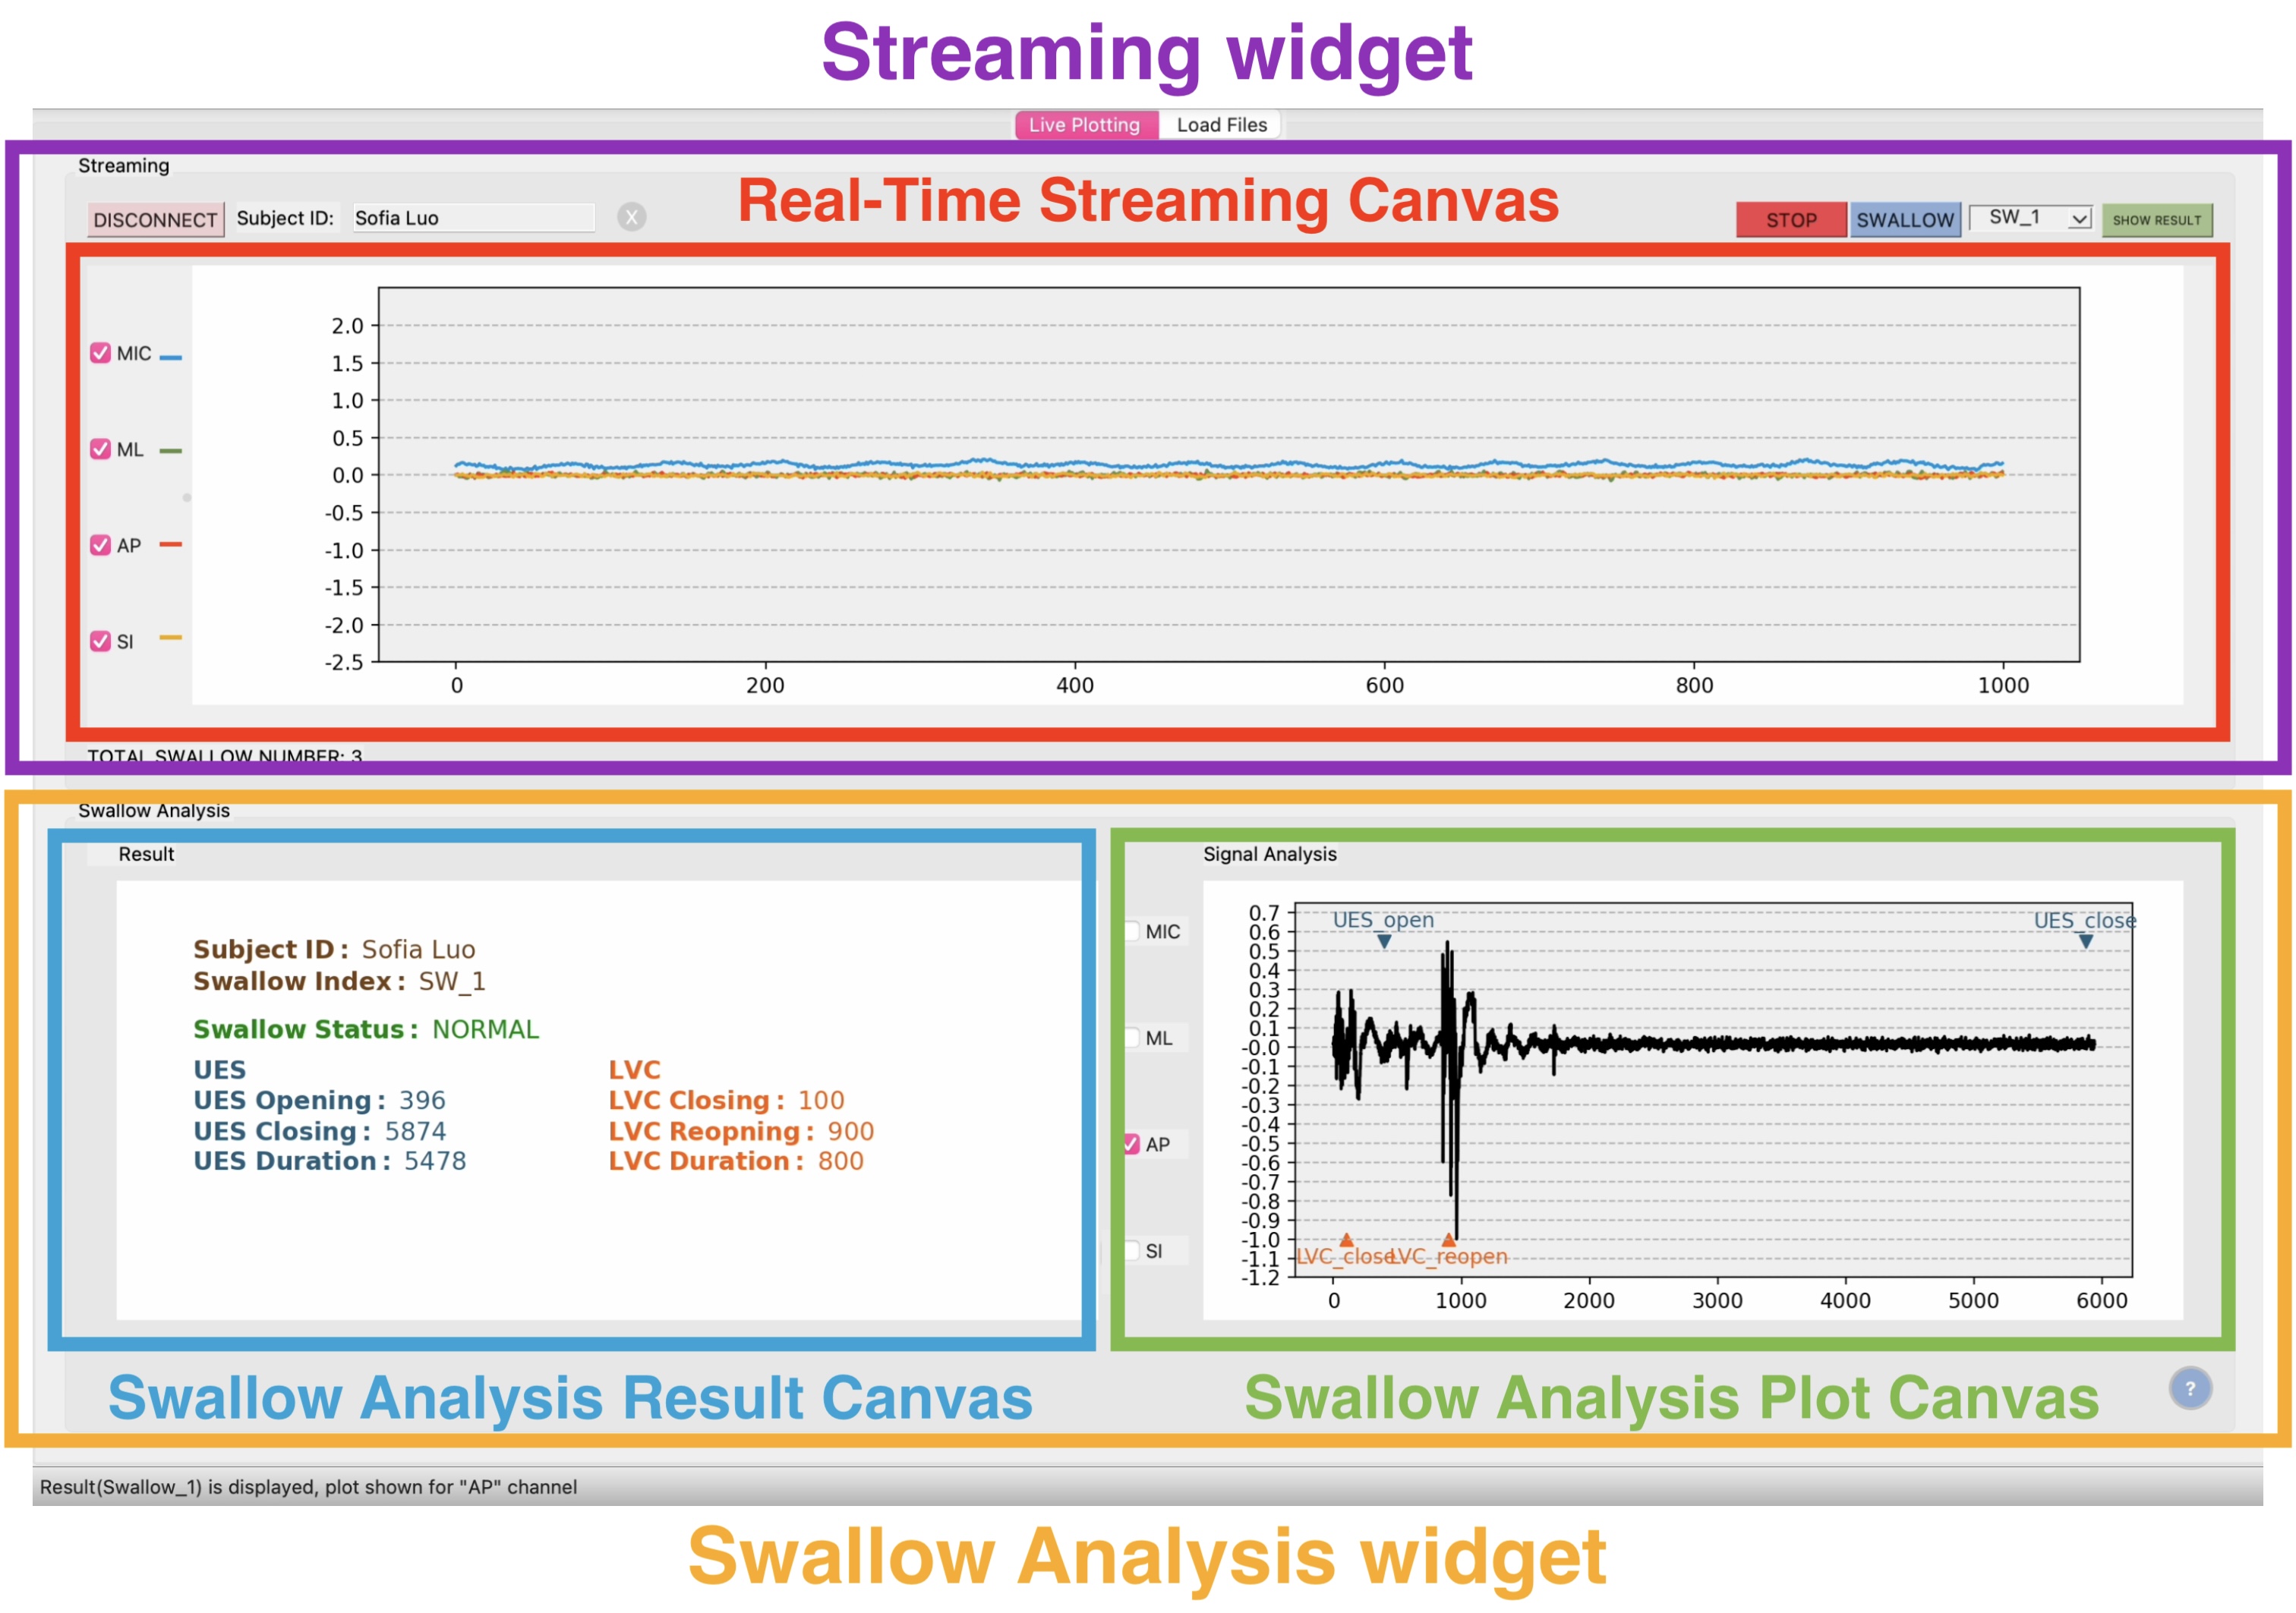 Streaming widget
Live Plotting Load Files
Streaming
Real-Time Streaming Canvas
DISCONNECT Subject ID: Sofia Luo X STOP SWALLOW SW_1 SHOW RESULT
MIC
ML
AP
SI
2.0
1.5
1.0
0.5
0.0
-0.5
-1.0
-1.5
-2.0
-2.5
0 200 400 600 800 1000
TOTAL SWALLOW NUMBER: 3
Swallow Analysis
Result
Subject ID: Sofia Luo
Swallow Index: SW_1
Swallow Status: NORMAL
UES LVC
UES Opening: 396 LVC Closing: 100
UES Closing: 5874 LVC Reopning: 900
UES Duration: 5478 LVC Duration: 800
Signal Analysis
MIC
ML
AP
SI
UES_open UES_close
0.7
0.6
0.5
0.4
0.3
0.2
0.1
-0.0
-0.1
-0.2
-0.3
-0.4
-0.5
-0.6
-0.7
-0.8
-0.9
-1.0
-1.1
-1.2
LVC_close LVC_reopen
0 1000 2000 3000 4000 5000 6000
Swallow Analysis Result Canvas Swallow Analysis Plot Canvas ?
Result(Swallow_1) is displayed, plot shown for "AP" channel
Swallow Analysis widget